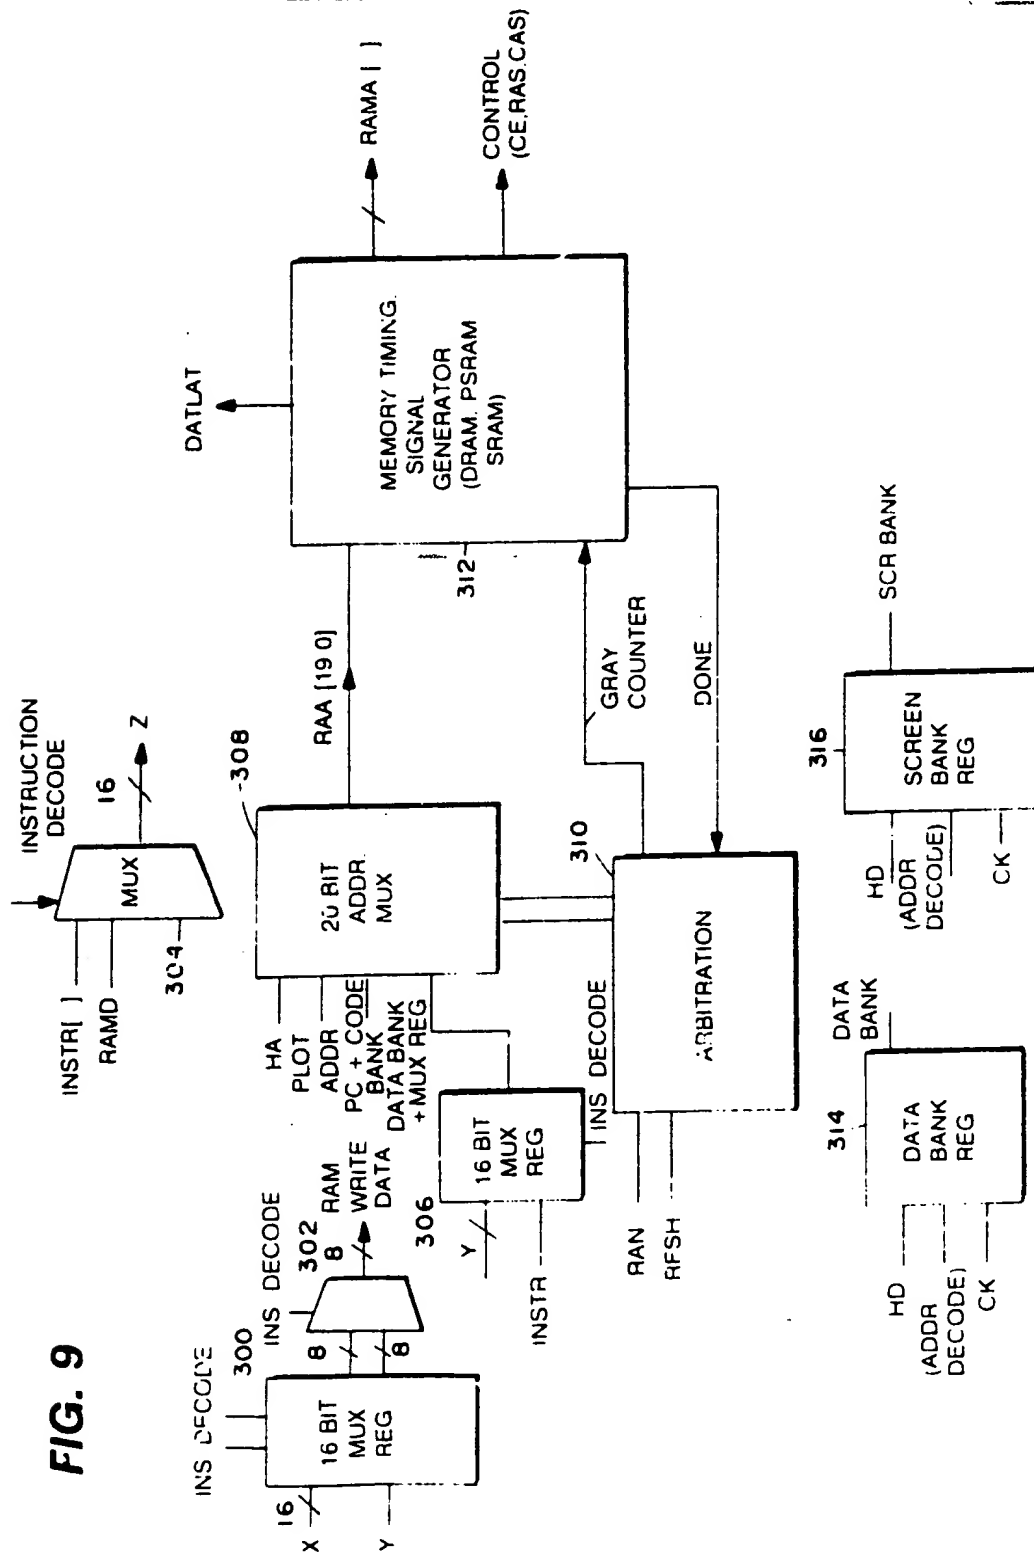 FIG. 9
INS DECODE
300
X
16
Y
16 BIT
MUX
REG
8
8
INS DECODE
302
8
RAM
WRITE
DATA
INSTR[ ]
RAMD
304
MUX
INSTRUCTION
DECODE
16
Z
HA
PLOT
ADDR
PC + CODE
BANK
DATA BANK
+MUX REG
306
Y
INSTR
16 BIT
MUX
REG
INS DECODE
308
20 BIT
ADDR
MUX
RAA [19 0]
RAN
RFSH
310
ARBITRATION
GRAY
COUNTER
DONE
312
MEMORY TIMING
SIGNAL
GENERATOR
(DRAM. PSRAM
SRAM)
DATLAT
RAMA [ ]
CONTROL
(CE,RAS.CAS)
314
HD
(ADDR
DECODE)
CK
DATA
BANK
REG
DATA
BANK
316
HD
(ADDR
DECODE)
CK
SCREEN
BANK
REG
SCR BANK